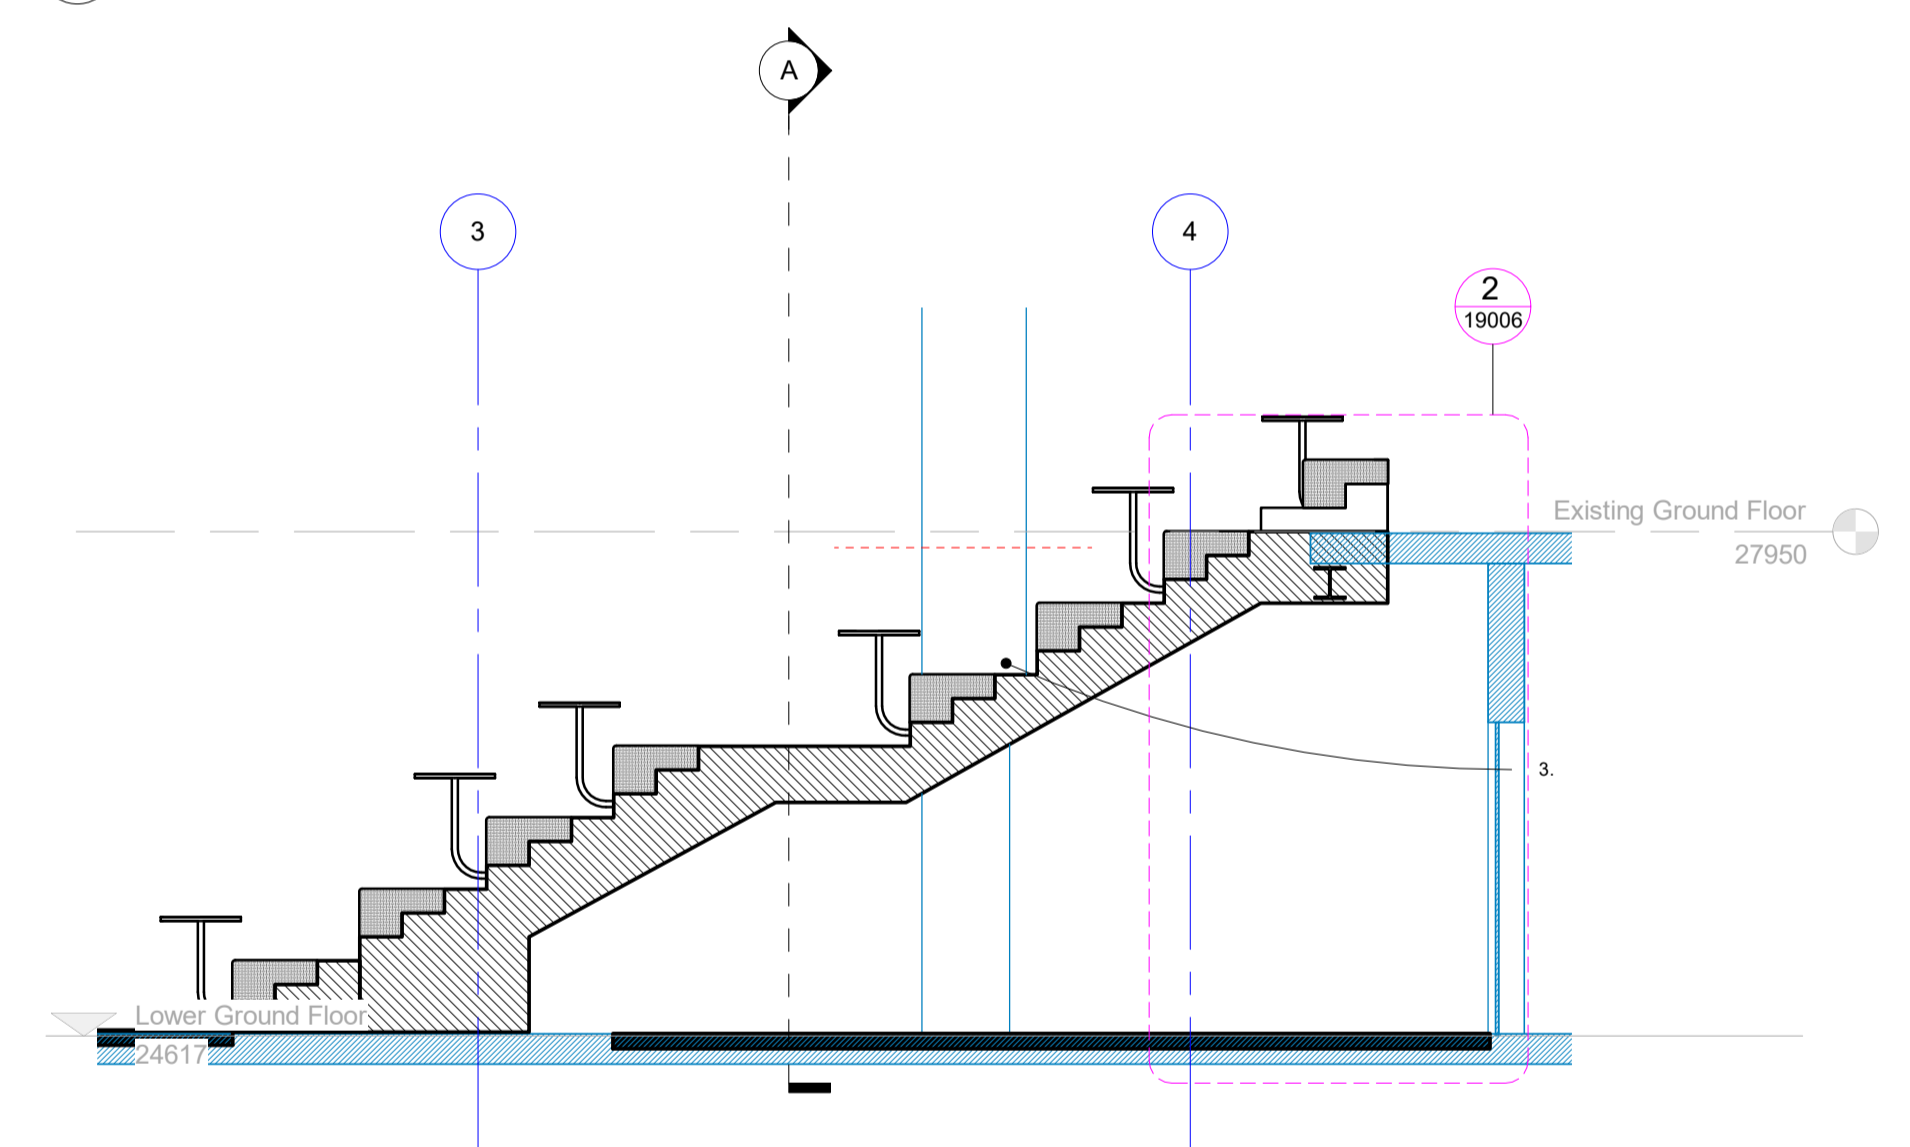 A
3
4
2
19006
Existing Ground Floor
27950
3.
Lower Ground Floor
24617